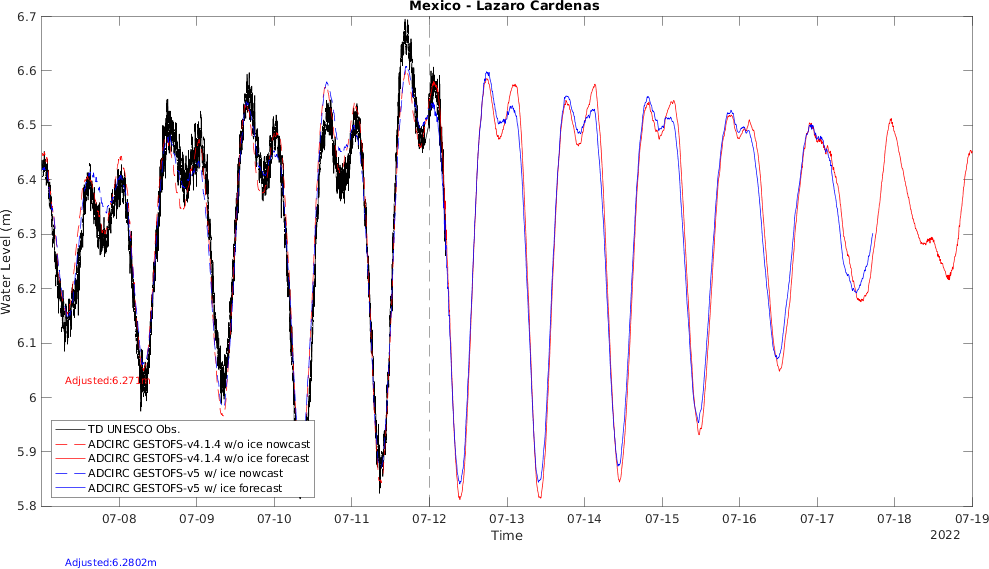 Mexico - Lazaro Cardenas
6.7
6.6
6.5
6.4
6.3
6.2
6.1
6
5.9
5.8
Water Level (m)
Adjusted:6.271m
TD UNESCO Obs.
ADCIRC GESTOFS-v4.1.4 w/o ice nowcast
ADCIRC GESTOFS-v4.1.4 w/o ice forecast
ADCIRC GESTOFS-v5 w/ ice nowcast
ADCIRC GESTOFS-v5 w/ ice forecast
07-08 07-09 07-10 07-11 07-12 07-13 07-14 07-15 07-16 07-17 07-18 07-19
Time
2022
Adjusted:6.2802m